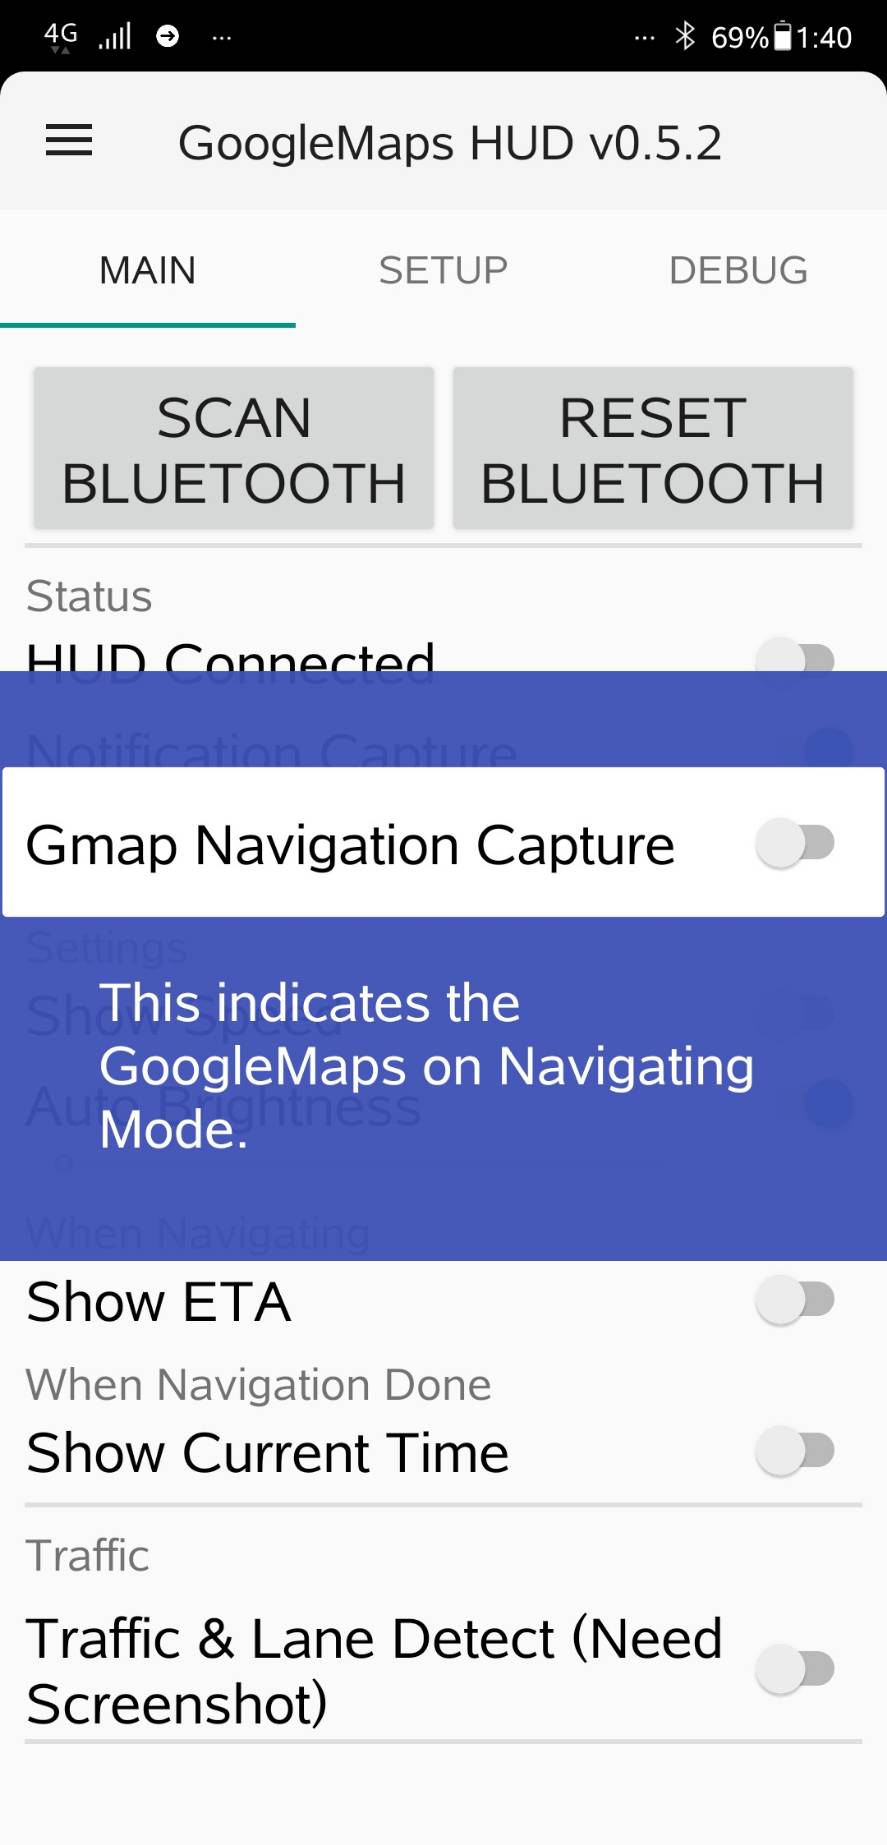 4G ... ... 69% 1:40
GoogleMaps HUD v0.5.2
MAIN SETUP DEBUG
SCAN
BLUETOOTH
RESET
BLUETOOTH
Status
HUD Connected
Notification Capture
Gmap Navigation Capture
Settings
Show Speed
This indicates the
GoogleMaps on Navigating
Auto Brightness
Mode.
When Navigating
Show ETA
When Navigation Done
Show Current Time
Traffic
Traffic & Lane Detect (Need
Screenshot)